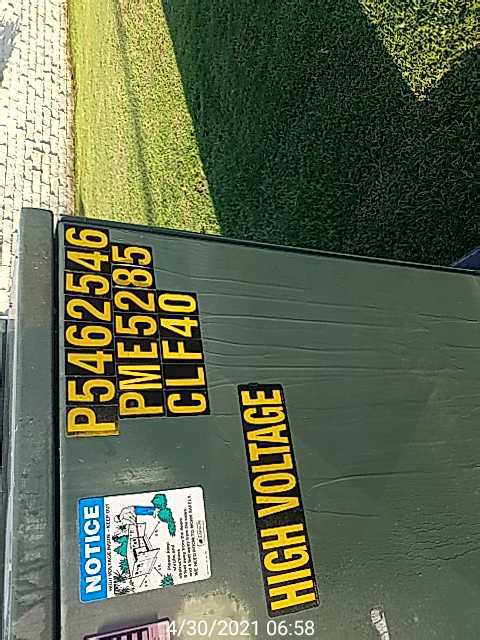 P5462546
PME5285
CLF40
HIGH VOLTAGE
NOTICE
4/30/2021 06:58